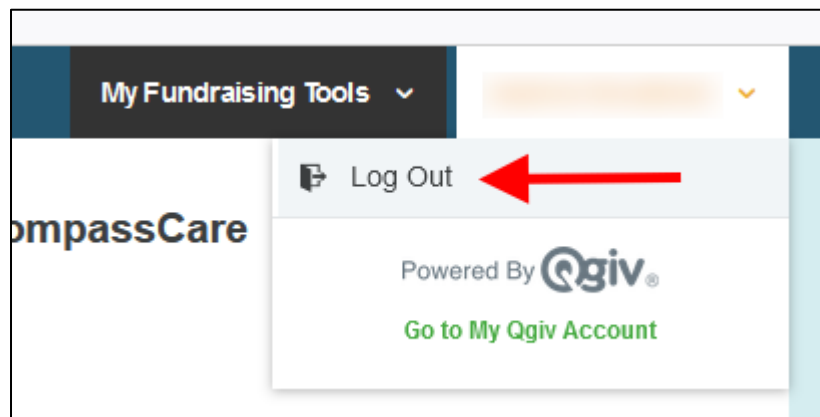 My Fundraising Tools
Log Out
ompassCare
Powered By Qgiv®
Go to My Qgiv Account